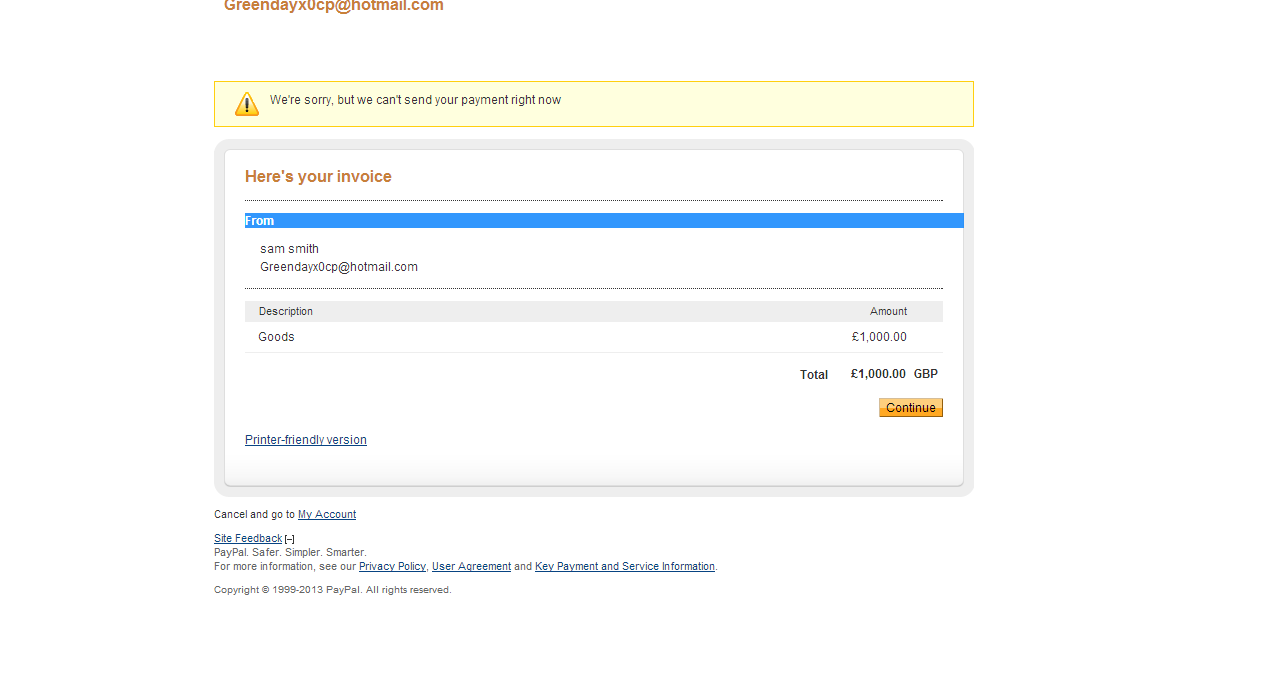 Greendayx0cp@hotmail.com
We're sorry, but we can't send your payment right now
Here's your invoice
From
sam smith
Greendayx0cp@hotmail.com
Description Amount
Goods £1,000.00
Total £1,000.00 GBP
Continue
Printer-friendly version
Cancel and go to My Account
Site Feedback [–]
PayPal. Safer. Simpler. Smarter.
For more information, see our Privacy Policy, User Agreement and Key Payment and Service Information.
Copyright © 1999-2013 PayPal. All rights reserved.